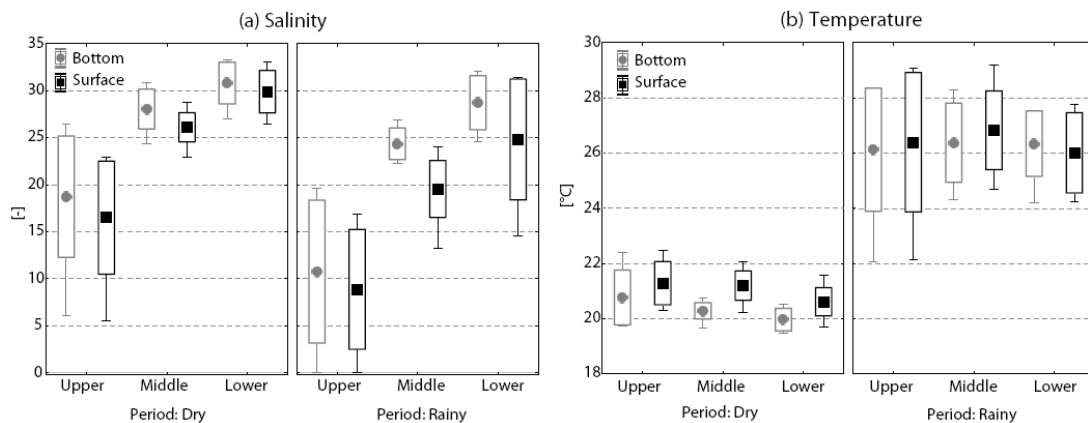 (a) Salinity
35
30
25
20
15
10
5
0
[-]
Bottom
Surface
Upper Middle Lower
Period: Dry
Upper Middle Lower
Period: Rainy
(b) Temperature
30
28
26
24
22
20
18
[°C]
Bottom
Surface
Upper Middle Lower
Period: Dry
Upper Middle Lower
Period: Rainy